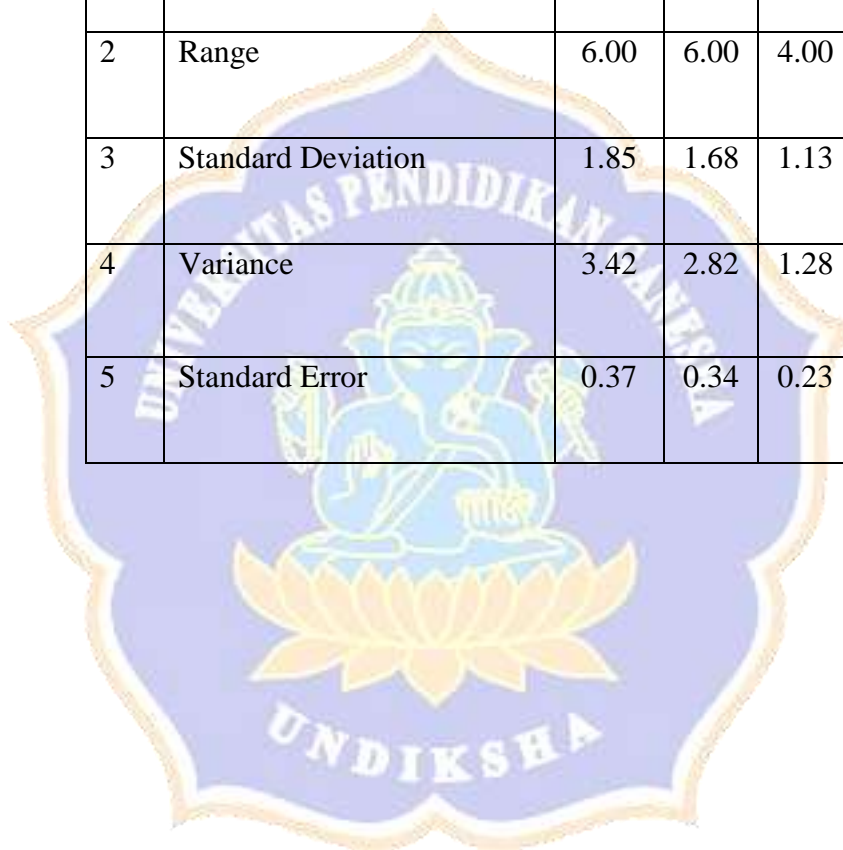 2 Range 6.00 6.00 4.00
3 Standard Deviation 1.85 1.68 1.13
4 Variance 3.42 2.82 1.28
5 Standard Error 0.37 0.34 0.23
UNIVERSITAS PENDIDIKAN GANESHA
UNDIKSHA